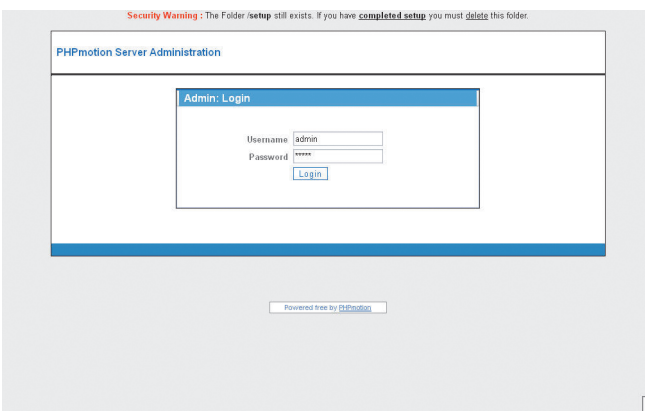 Security Warning : The Folder /setup still exists. If you have completed setup you must delete this folder.
PHPmotion Server Administration
Admin: Login
Username admin
Password *****
Login
Powered free by PHPmotion